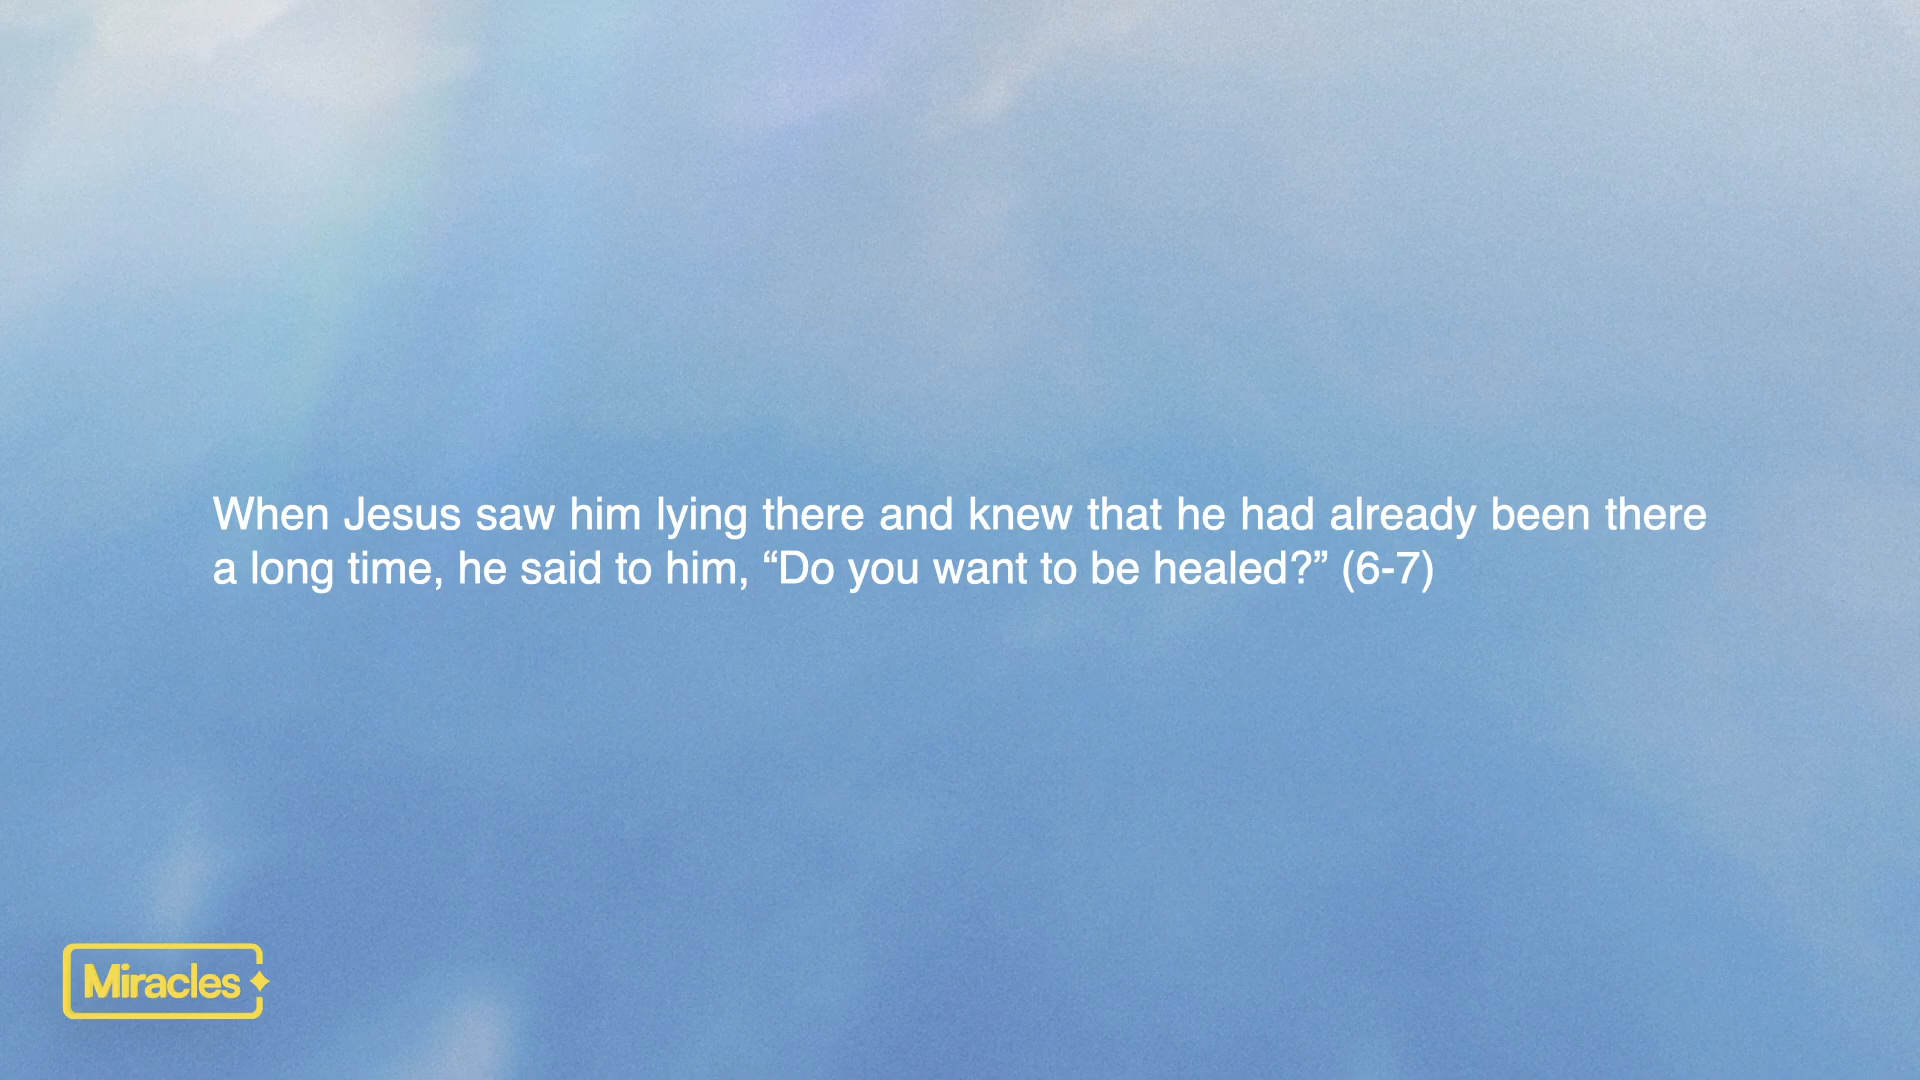 When Jesus saw him lying there and knew that he had already been there
a long time, he said to him, “Do you want to be healed?” (6-7)
Miracles